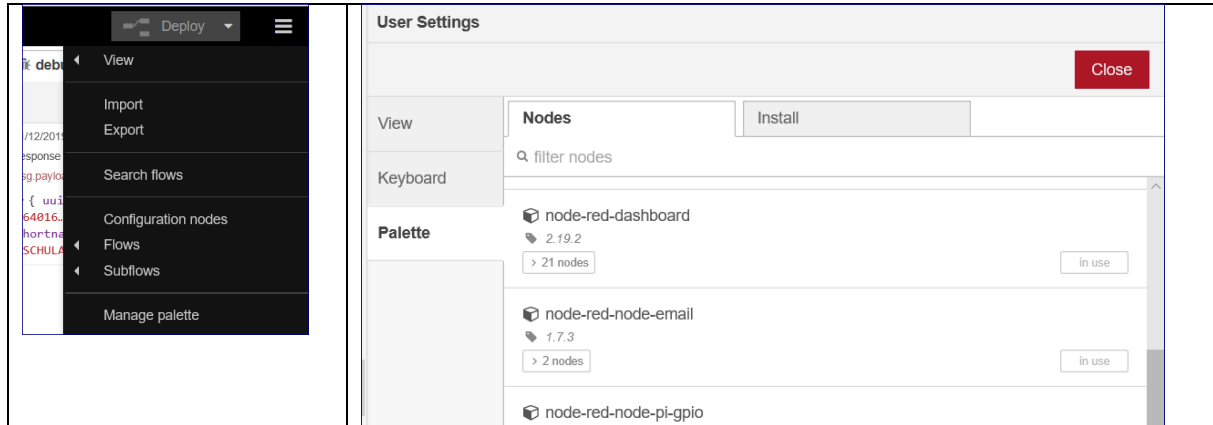 Deploy
debu
View
Import
Export
/12/2019
esponse
sg.payloa
Search flows
{ uui
64016…
Configuration nodes
hortna
Flows
SCHULA
Subflows
Manage palette
User Settings
Close
View
Nodes
Install
filter nodes
Keyboard
Palette
node-red-dashboard
2.19.2
> 21 nodes
in use
node-red-node-email
1.7.3
> 2 nodes
in use
node-red-node-pi-gpio